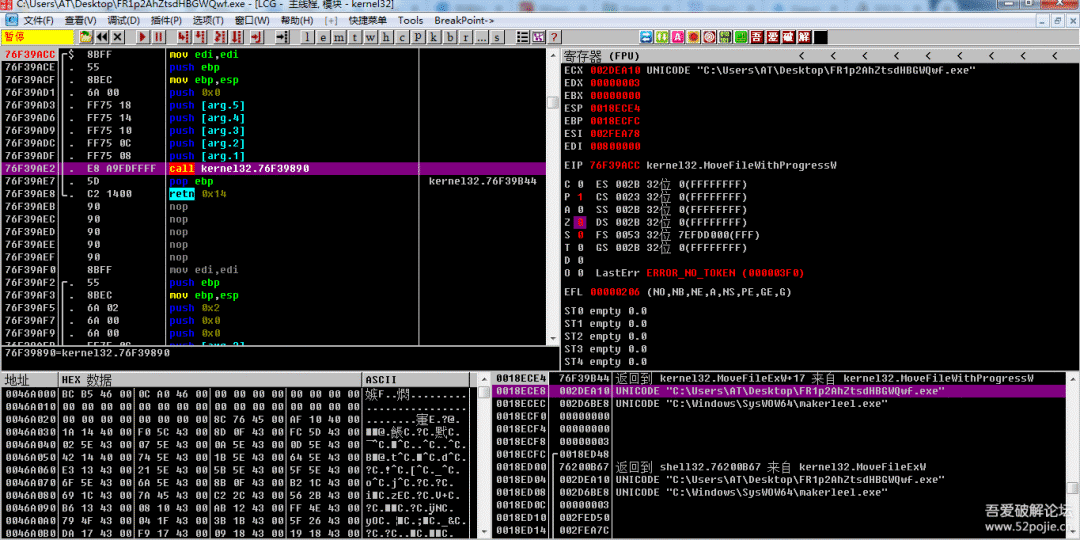 C:\Users\AT\Desktop\FR1p2AhZtsdHBGWQwf.exe - [LCG - 主线程, 模块 - kernel32]
文件(F) 查看(V) 调试(D) 插件(P) 选项(T) 窗口(W) 帮助(H) [+] 快捷菜单 Tools BreakPoint->
暂停 l e m t w h c p k b r ... s ? 吾 爱 破 解
76F39ACC $ 8BFF mov edi,edi
76F39ACE . 55 push ebp
76F39ACF . 8BEC mov ebp,esp
76F39AD1 . 6A 00 push 0x0
76F39AD3 . FF75 18 push [arg.5]
76F39AD6 . FF75 14 push [arg.4]
76F39AD9 . FF75 10 push [arg.3]
76F39ADC . FF75 0C push [arg.2]
76F39ADF . FF75 08 push [arg.1]
76F39AE2 . E8 A9FDFFFF call kernel32.76F39890
76F39AE7 . 5D pop ebp kernel32.76F39B44
76F39AE8 . C2 1400 retn 0x14
76F39AEB 90 nop
76F39AEC 90 nop
76F39AED 90 nop
76F39AEE 90 nop
76F39AEF 90 nop
76F39AF0 . 8BFF mov edi,edi
76F39AF2 . 55 push ebp
76F39AF3 . 8BEC mov ebp,esp
76F39AF5 . 6A 02 push 0x2
76F39AF7 . 6A 00 push 0x0
76F39AF9 . 6A 00 push 0x0
76F39890=kernel32.76F39890
寄存器 (FPU) < < < < < < < <
ECX 002DEA10 UNICODE "C:\Users\AT\Desktop\FR1p2AhZtsdHBGWQwf.exe"
EDX 00000003
EBX 00000000
ESP 0018ECE4
EBP 0018ECFC
ESI 002FEA78
EDI 00800000
EIP 76F39ACC kernel32.MoveFileWithProgressW
C 0 ES 002B 32位 0(FFFFFFFF)
P 1 CS 0023 32位 0(FFFFFFFF)
A 0 SS 002B 32位 0(FFFFFFFF)
Z 0 DS 002B 32位 0(FFFFFFFF)
S 0 FS 0053 32位 7EFDD000(FFF)
T 0 GS 002B 32位 0(FFFFFFFF)
D 0
O 0 LastErr ERROR_NO_TOKEN (000003F0)
EFL 00000206 (NO,NB,NE,A,NS,PE,GE,G)
ST0 empty 0.0
ST1 empty 0.0
ST2 empty 0.0
ST3 empty 0.0
ST4 empty 0.0
地址 HEX 数据 ASCII
0046A000 BC B5 46 00 0C A0 46 00 00 00 00 00 00 00 00 00
0046A010 00 00 00 00 00 00 00 00 00 00 00 00 00 00 00 00
0046A020 00 00 00 00 00 00 00 00 8C 76 45 00 AF 10 40 00
0046A030 1A 14 40 00 F0 5C 43 00 8D 0F 43 00 FC 5D 43 00
0046A040 02 5E 43 00 07 5E 43 00 0A 5E 43 00 0D 5E 43 00
0046A050 42 14 40 00 74 5E 43 00 1B 5E 43 00 64 5E 43 00
0046A060 E3 13 43 00 21 5E 43 00 5B 5E 43 00 5F 5E 43 00
0046A070 6F 5E 43 00 6A 5E 43 00 8B 0F 43 00 B2 1C 43 00
0046A080 69 1C 43 00 7A 45 43 00 C2 2C 43 00 56 2B 43 00
0046A090 B6 13 43 00 08 10 43 00 AB 12 43 00 FF 4E 43 00
0046A0A0 79 4F 43 00 04 1F 43 00 3B 1B 43 00 5F 26 43 00
0046A0B0 DA 17 43 00 F9 17 43 00 09 18 43 00 19 18 43 00
0018ECE4 76F39B44 返回到 kernel32.MoveFileExW+17 来自 kernel32.MoveFileWithProgressW
0018ECE8 002DEA10 UNICODE "C:\Users\AT\Desktop\FR1p2AhZtsdHBGWQwf.exe"
0018ECEC 002D6BE8 UNICODE "C:\Windows\SysWOW64\makerleel.exe"
0018ECF0 00000000
0018ECF4 00000000
0018ECF8 00000003
0018ECFC 0018ED48
0018ED00 76200B67 返回到 shell32.76200B67 来自 kernel32.MoveFileExW
0018ED04 002DEA10 UNICODE "C:\Users\AT\Desktop\FR1p2AhZtsdHBGWQwf.exe"
0018ED08 002D6BE8 UNICODE "C:\Windows\SysWOW64\makerleel.exe"
0018ED0C 00000003
0018ED10 002FED50
0018ED14 002FEA7C
吾爱破解论坛
www.52pojie.cn